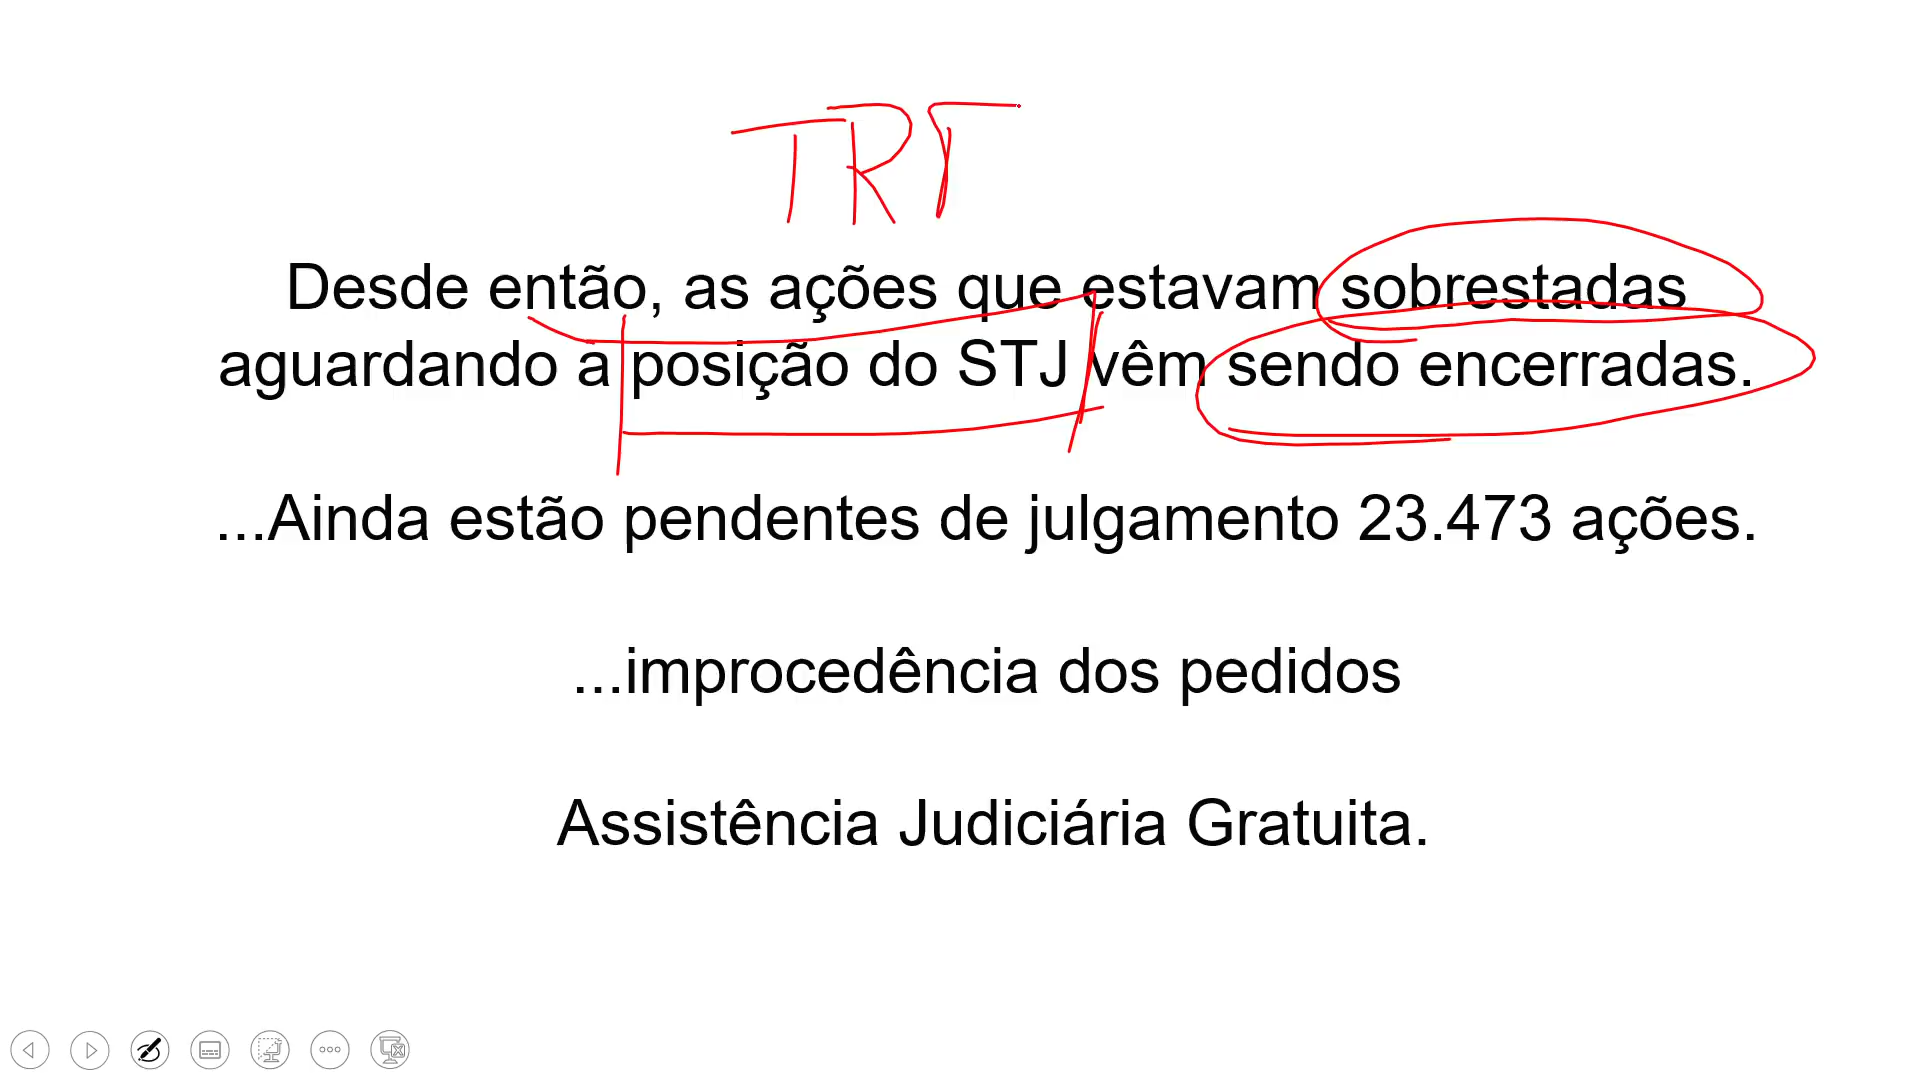 TRT
Desde então, as ações que estavam sobrestadas
aguardando a posição do STJ vêm sendo encerradas.
...Ainda estão pendentes de julgamento 23.473 ações.
...improcedência dos pedidos
Assistência Judiciária Gratuita.